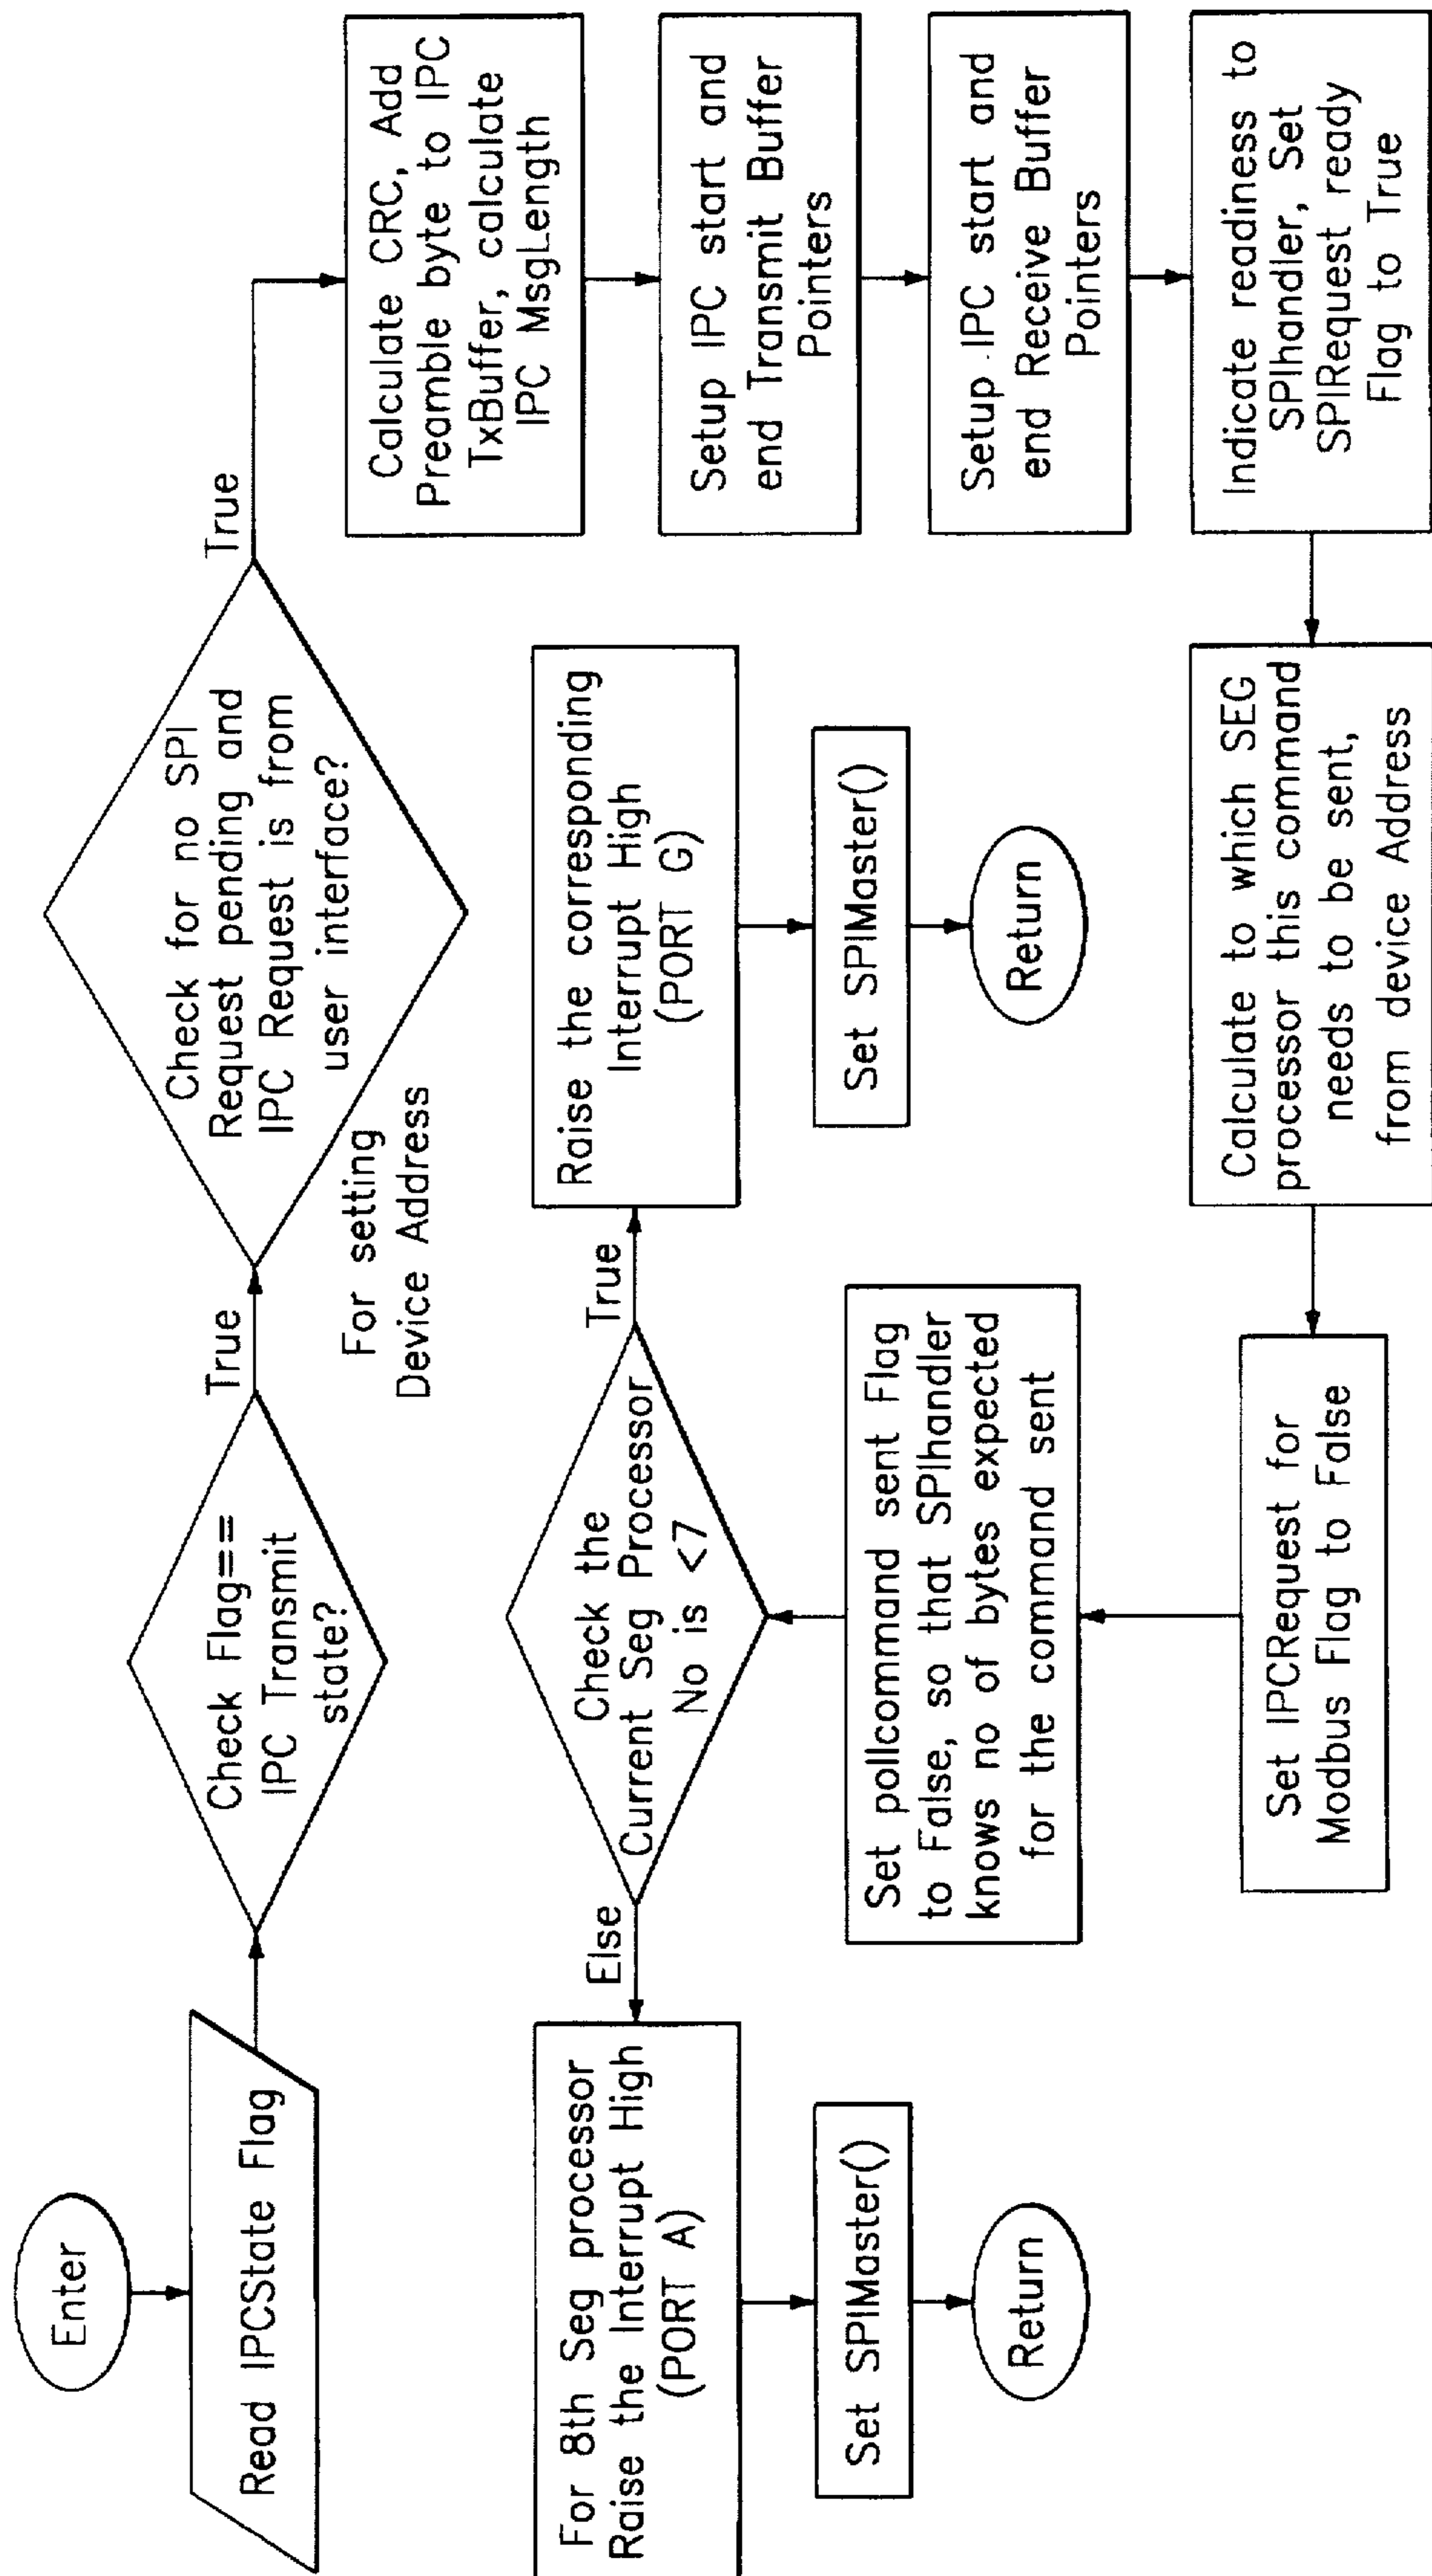 Enter
Read IPCState Flag
Check Flag==
IPC Transmit
state?
True
Check for no SPI
Request pending and
IPC Request is from
user interface?
For setting
Device Address
True
Calculate CRC, Add
Preamble byte to IPC
TxBuffer, calculate
IPC MsgLength
Setup IPC start and
end Transmit Buffer
Pointers
Setup IPC start and
end Receive Buffer
Pointers
Indicate readiness to
SPIhandler, Set
SPIRequest ready
Flag to True
Calculate to which SEG
processor this command
needs to be sent,
from device Address
Set IPCRequest for
Modbus Flag to False
Set pollcommand sent Flag
to False, so that SPIhandler
knows no of bytes expected
for the command sent
Check the
Current Seg Processor
No is <7
True
Raise the corresponding
Interrupt High
(PORT G)
Set SPIMaster()
Return
Else
For 8th Seg processor
Raise the Interrupt High
(PORT A)
Set SPIMaster()
Return